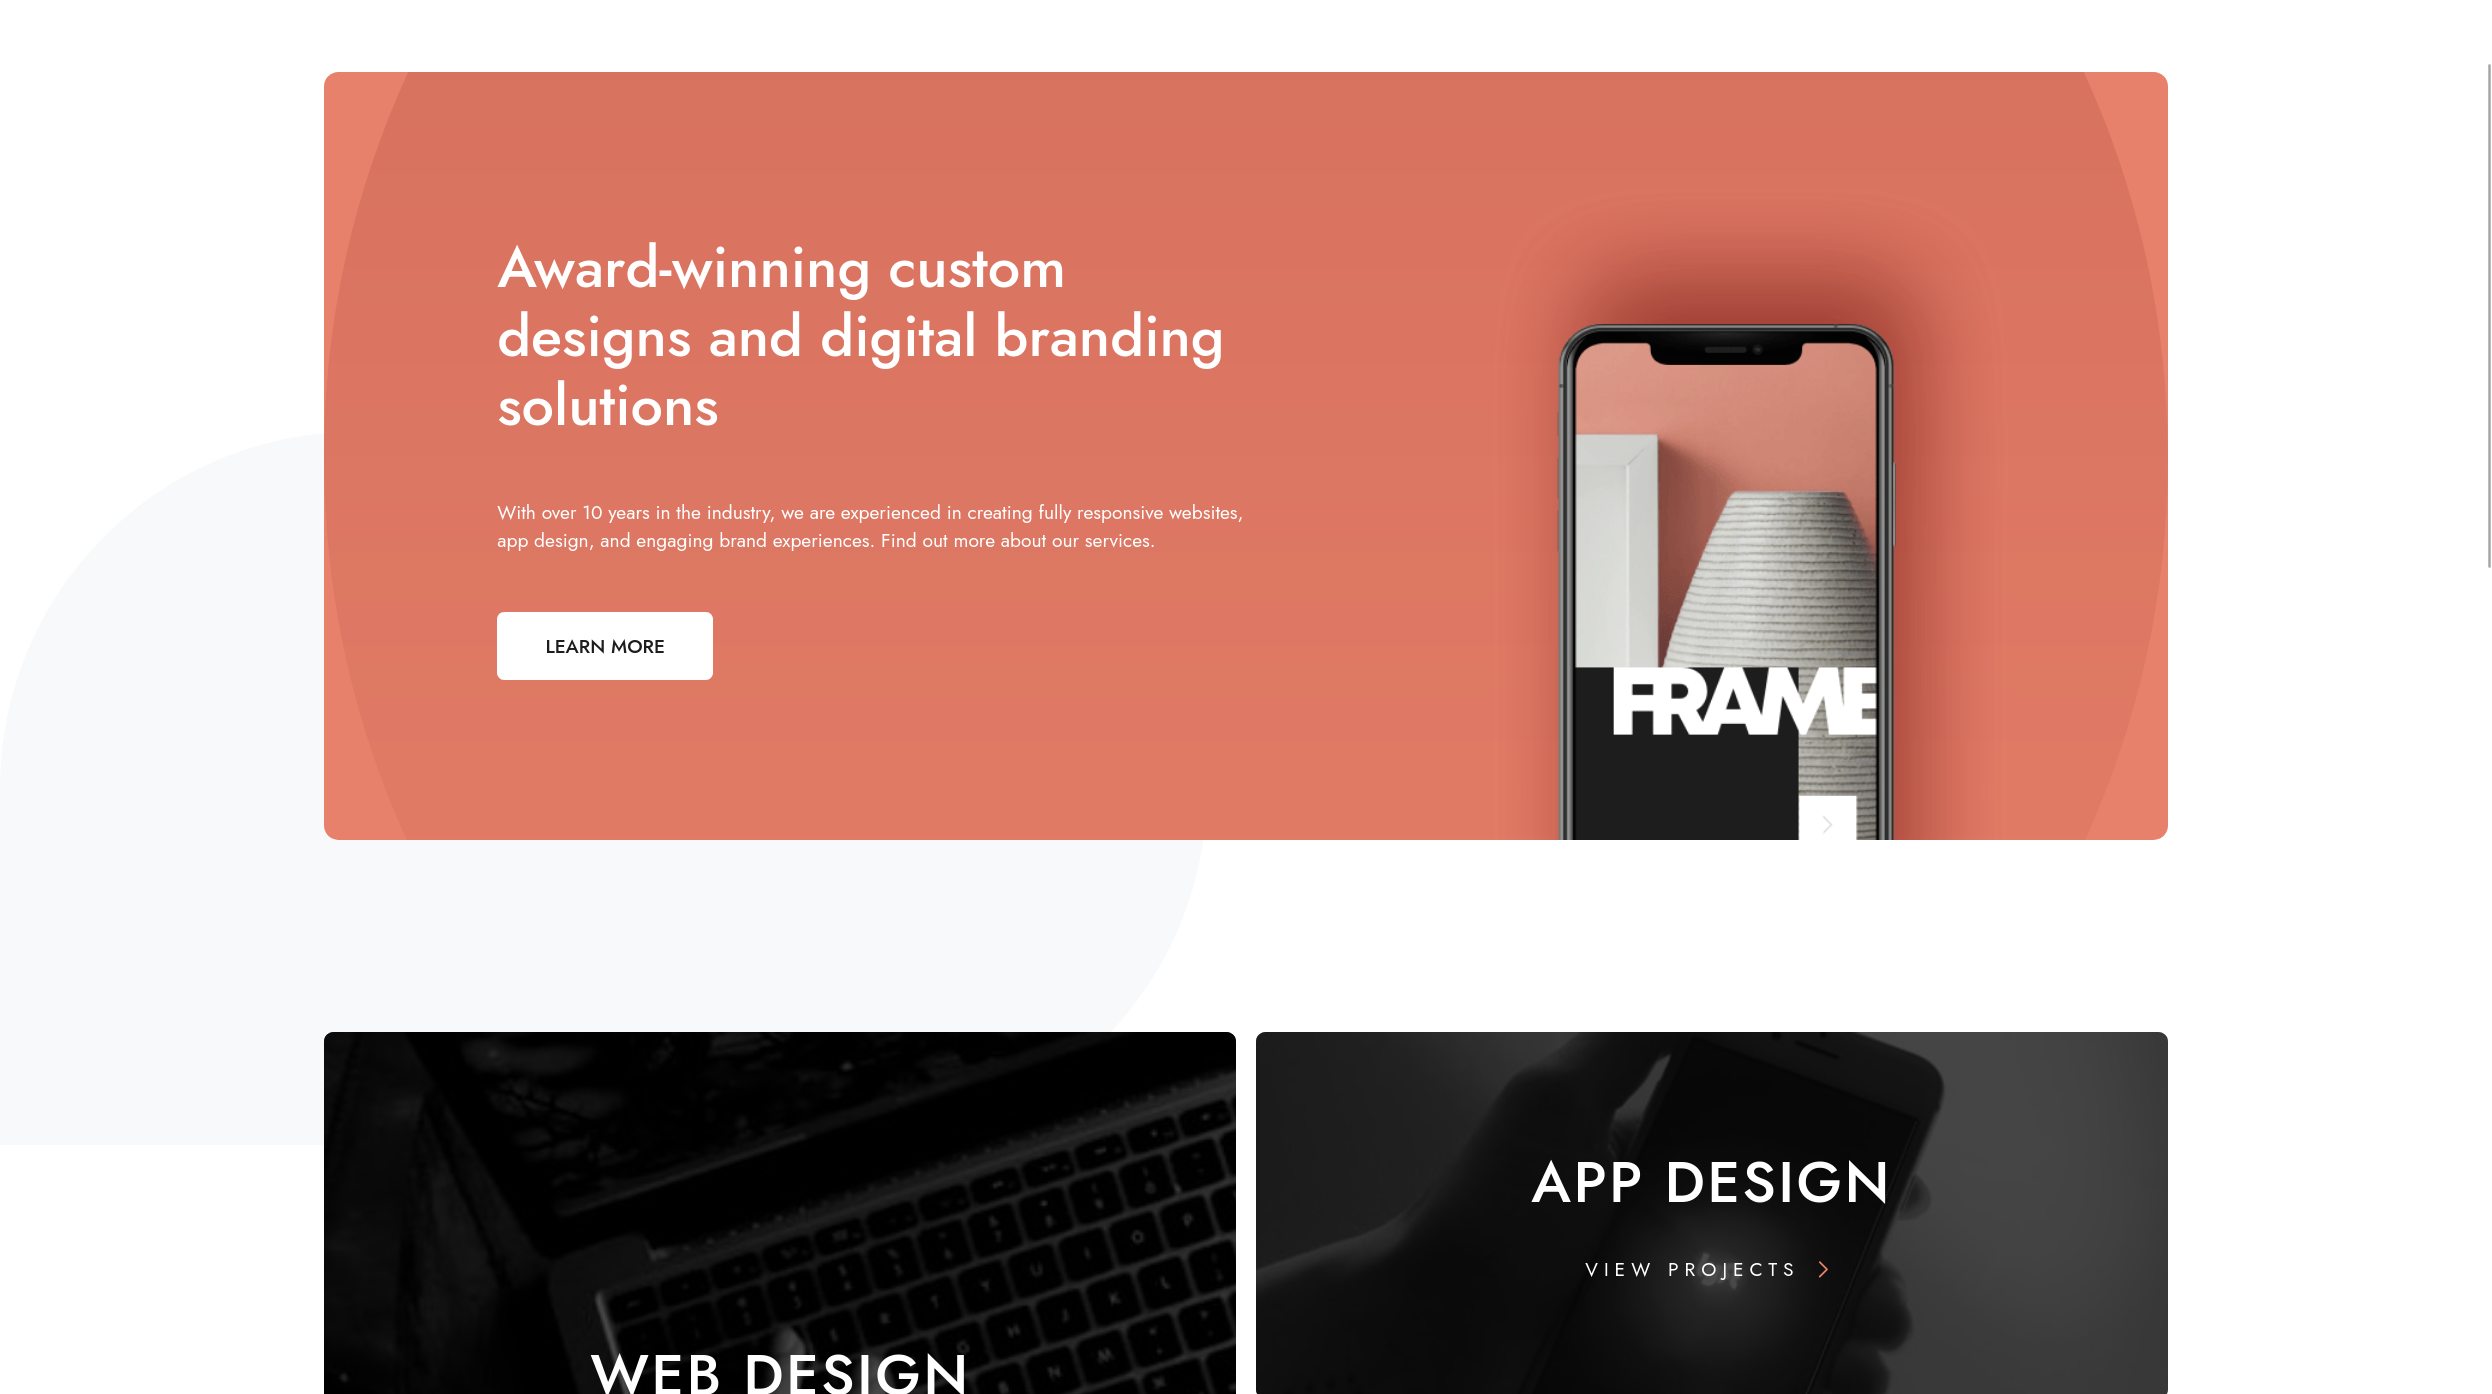 Award-winning custom
designs and digital branding
solutions
With over 10 years in the industry, we are experienced in creating fully responsive websites,
app design, and engaging brand experiences. Find out more about our services.
LEARN MORE
FRAME
APP DESIGN
VIEW PROJECTS
WEB DESIGN